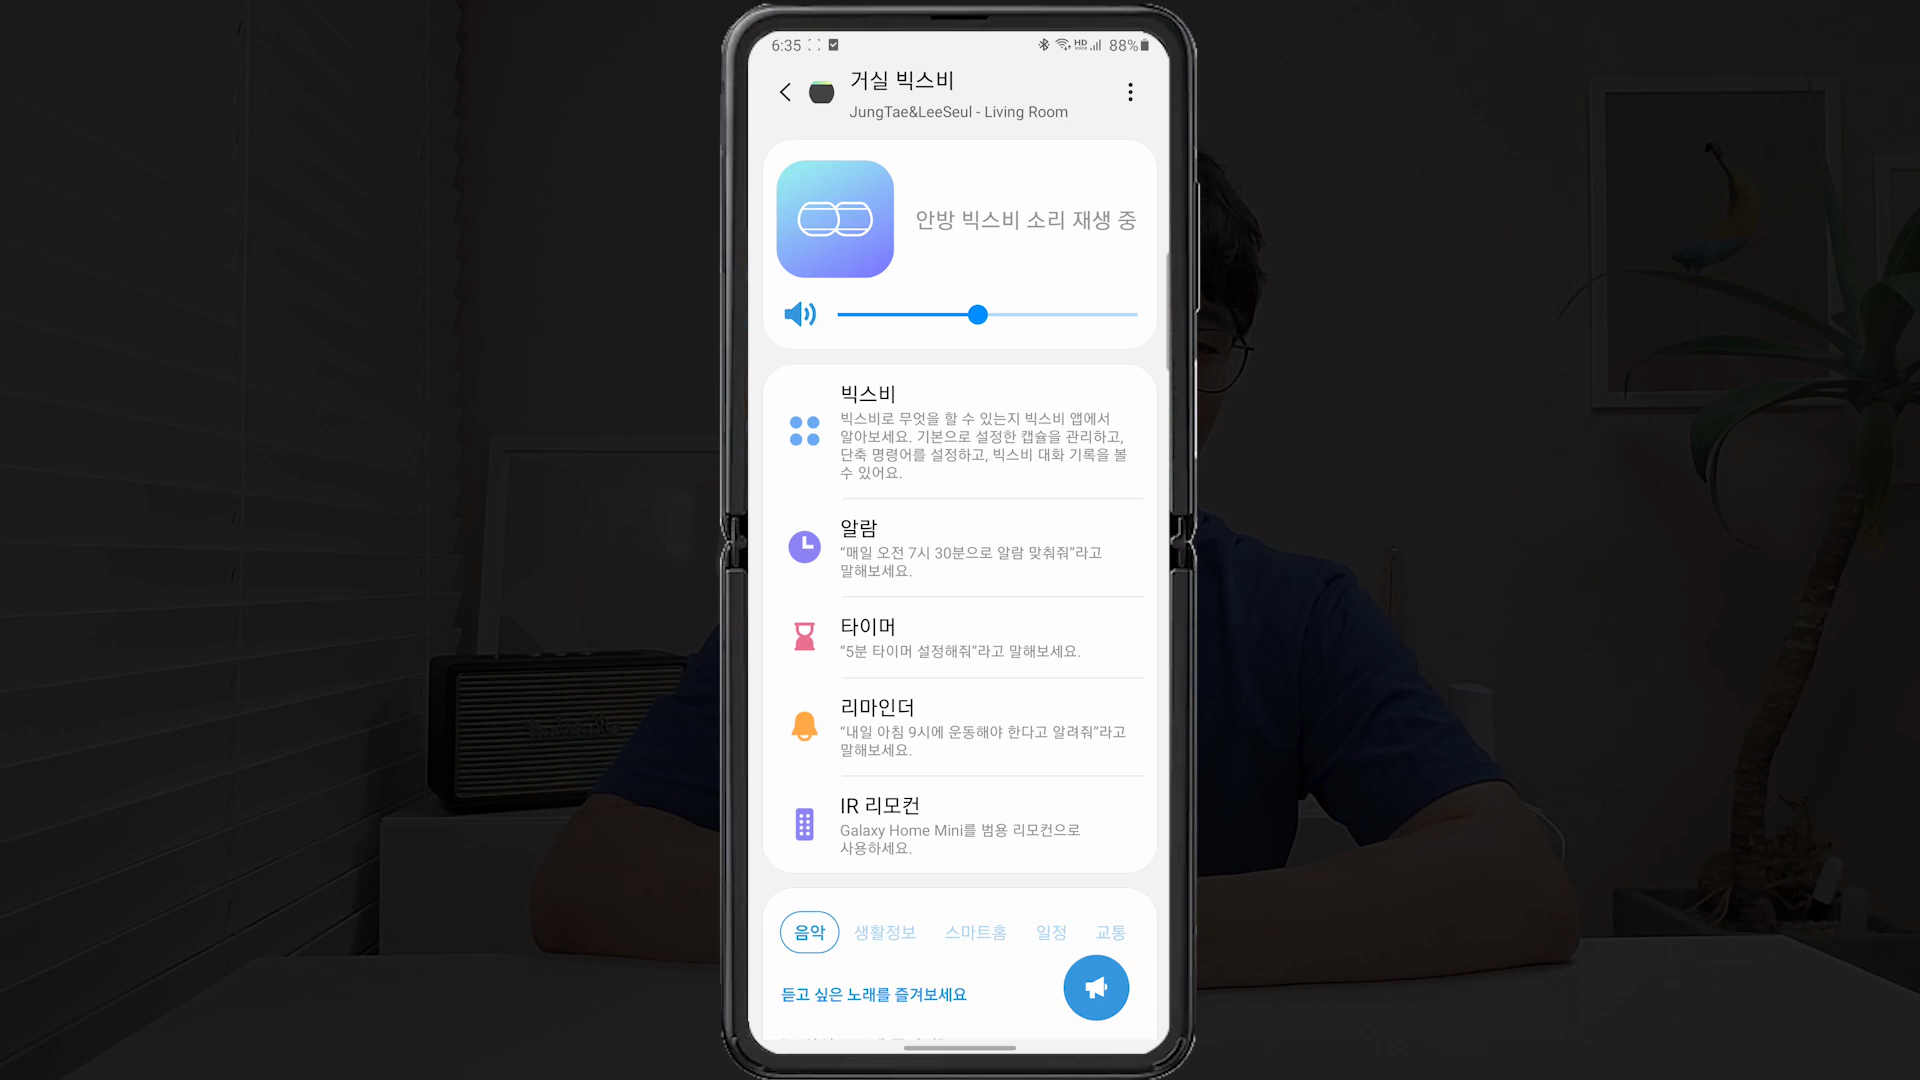 6:35
HD
88%
거실 빅스비
JungTae&LeeSeul - Living Room
안방 빅스비 소리 재생 중
빅스비
빅스비로 무엇을 할 수 있는지 빅스비 앱에서
알아보세요. 기본으로 설정한 캡슐을 관리하고,
단축 명령어를 설정하고, 빅스비 대화 기록을 볼
수 있어요.
알람
“매일 오전 7시 30분으로 알람 맞춰줘”라고
말해보세요.
타이머
“5분 타이머 설정해줘”라고 말해보세요.
리마인더
“내일 아침 9시에 운동해야 한다고 알려줘”라고
말해보세요.
IR 리모컨
Galaxy Home Mini를 범용 리모컨으로
사용하세요.
음악 생활정보 스마트홈 일정 교통
듣고 싶은 노래를 즐겨보세요